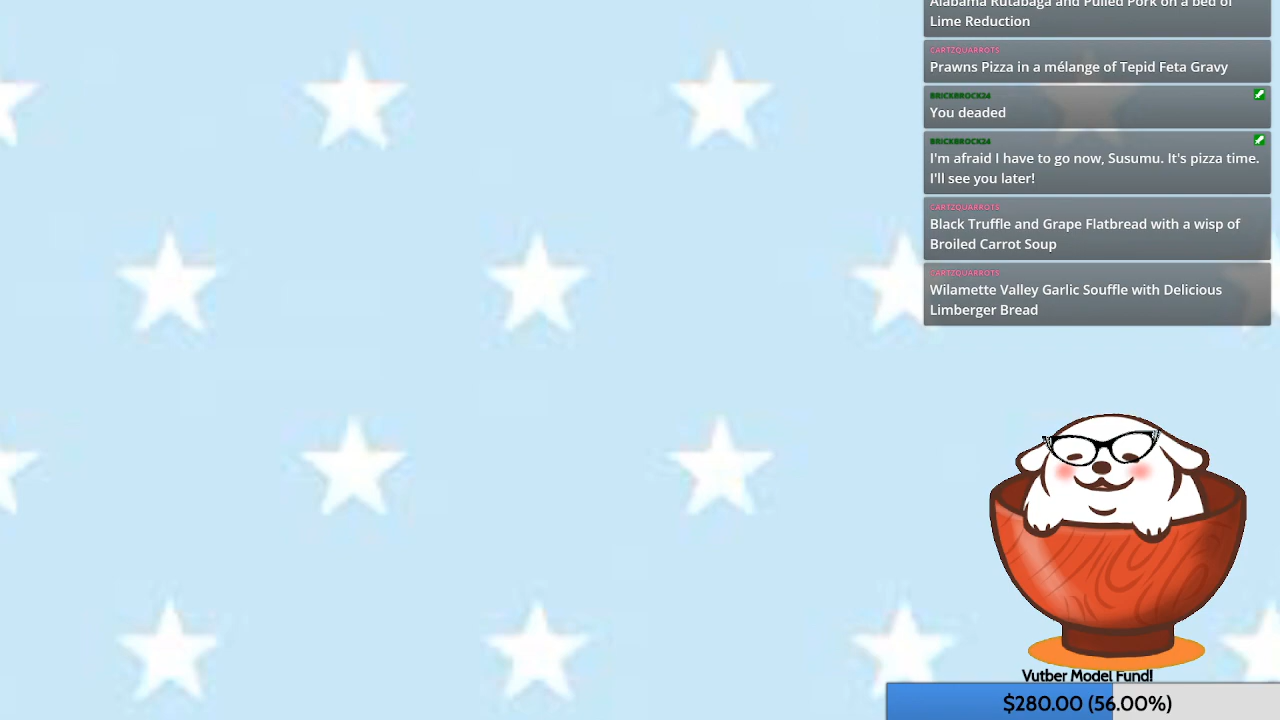 Alabama Rutabaga and Pulled Pork on a bed of
Lime Reduction
CARTZQUARROTS
Prawns Pizza in a mélange of Tepid Feta Gravy
BRICKBROCK24
You deaded
BRICKBROCK24
I'm afraid I have to go now, Susumu. It's pizza time.
I'll see you later!
CARTZQUARROTS
Black Truffle and Grape Flatbread with a wisp of
Broiled Carrot Soup
CARTZQUARROTS
Wilamette Valley Garlic Souffle with Delicious
Limberger Bread
Vutber Model Fund!
$280.00 (56.00%)